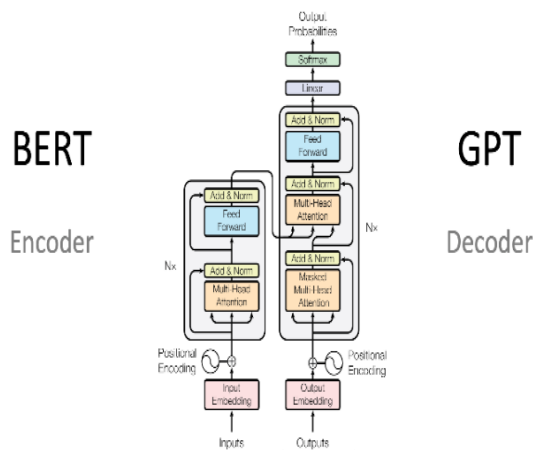 BERT
Encoder
Output
Probabilities
Softmax
Linear
Add & Norm
Feed
Forward
Add & Norm
Multi-Head
Attention
Add & Norm
Masked
Multi-Head
Attention
Nx
Add & Norm
Feed
Forward
Add & Norm
Multi-Head
Attention
Nx
Positional
Encoding
Positional
Encoding
Input
Embedding
Output
Embedding
Inputs
Outputs
GPT
Decoder